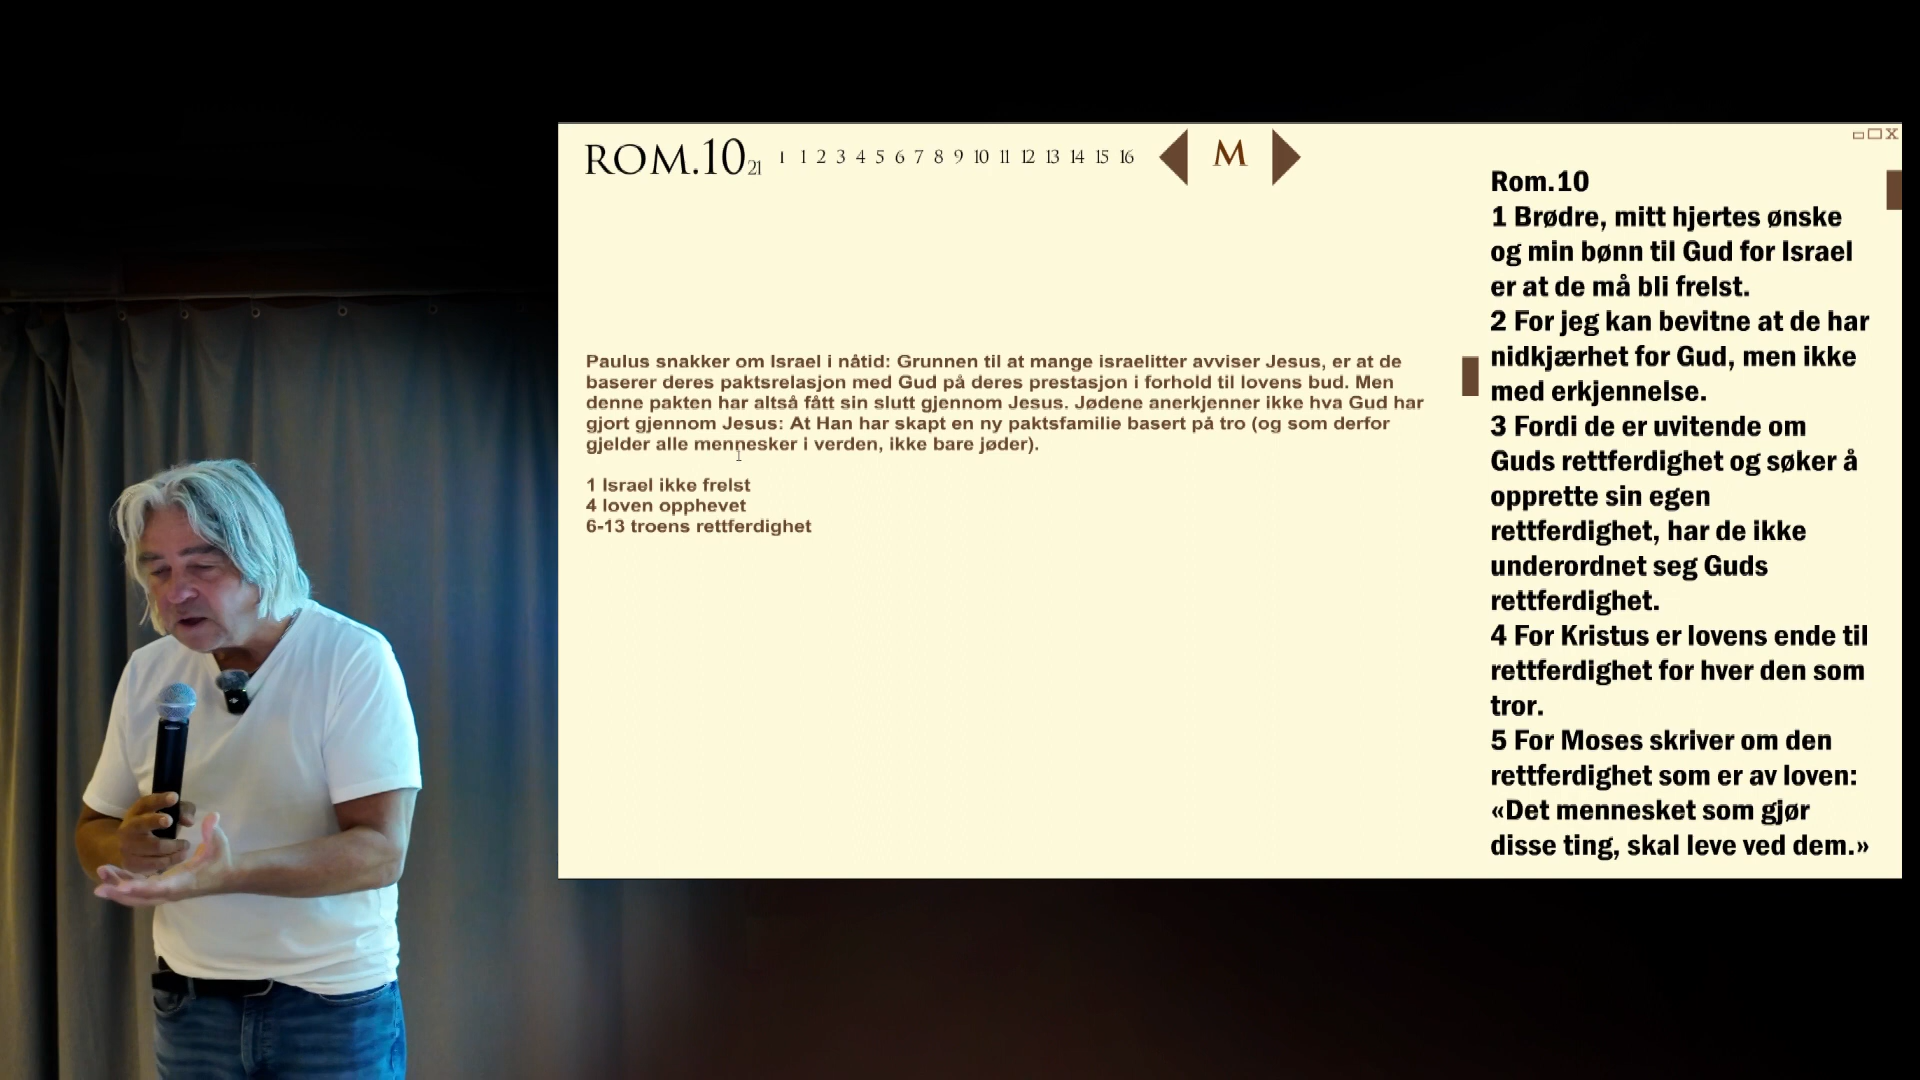 ROM.10 21 1 1 2 3 4 5 6 7 8 9 10 11 12 13 14 15 16 M
Paulus snakker om Israel i nåtid: Grunnen til at mange israelitter avviser Jesus, er at de
baserer deres paktsrelasjon med Gud på deres prestasjon i forhold til lovens bud. Men
denne pakten har altså fått sin slutt gjennom Jesus. Jødene anerkjenner ikke hva Gud har
gjort gjennom Jesus: At Han har skapt en ny paktsfamilie basert på tro (og som derfor
gjelder alle mennesker i verden, ikke bare jøder).
1 Israel ikke frelst
4 loven opphevet
6-13 troens rettferdighet
Rom.10
1 Brødre, mitt hjertes ønske
og min bønn til Gud for Israel
er at de må bli frelst.
2 For jeg kan bevitne at de har
nidkjærhet for Gud, men ikke
med erkjennelse.
3 Fordi de er uvitende om
Guds rettferdighet og søker å
opprette sin egen
rettferdighet, har de ikke
underordnet seg Guds
rettferdighet.
4 For Kristus er lovens ende til
rettferdighet for hver den som
tror.
5 For Moses skriver om den
rettferdighet som er av loven:
«Det mennesket som gjør
disse ting, skal leve ved dem.»